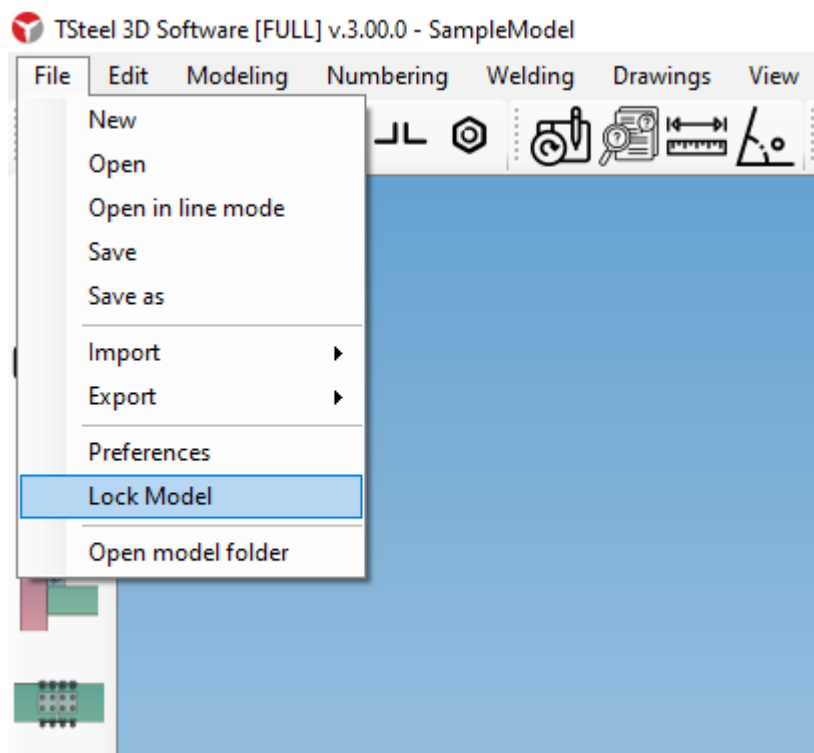 TSteel 3D Software [FULL] v.3.00.0 - SampleModel
File Edit Modeling Numbering Welding Drawings View
New
Open
Open in line mode
Save
Save as
Import
Export
Preferences
Lock Model
Open model folder